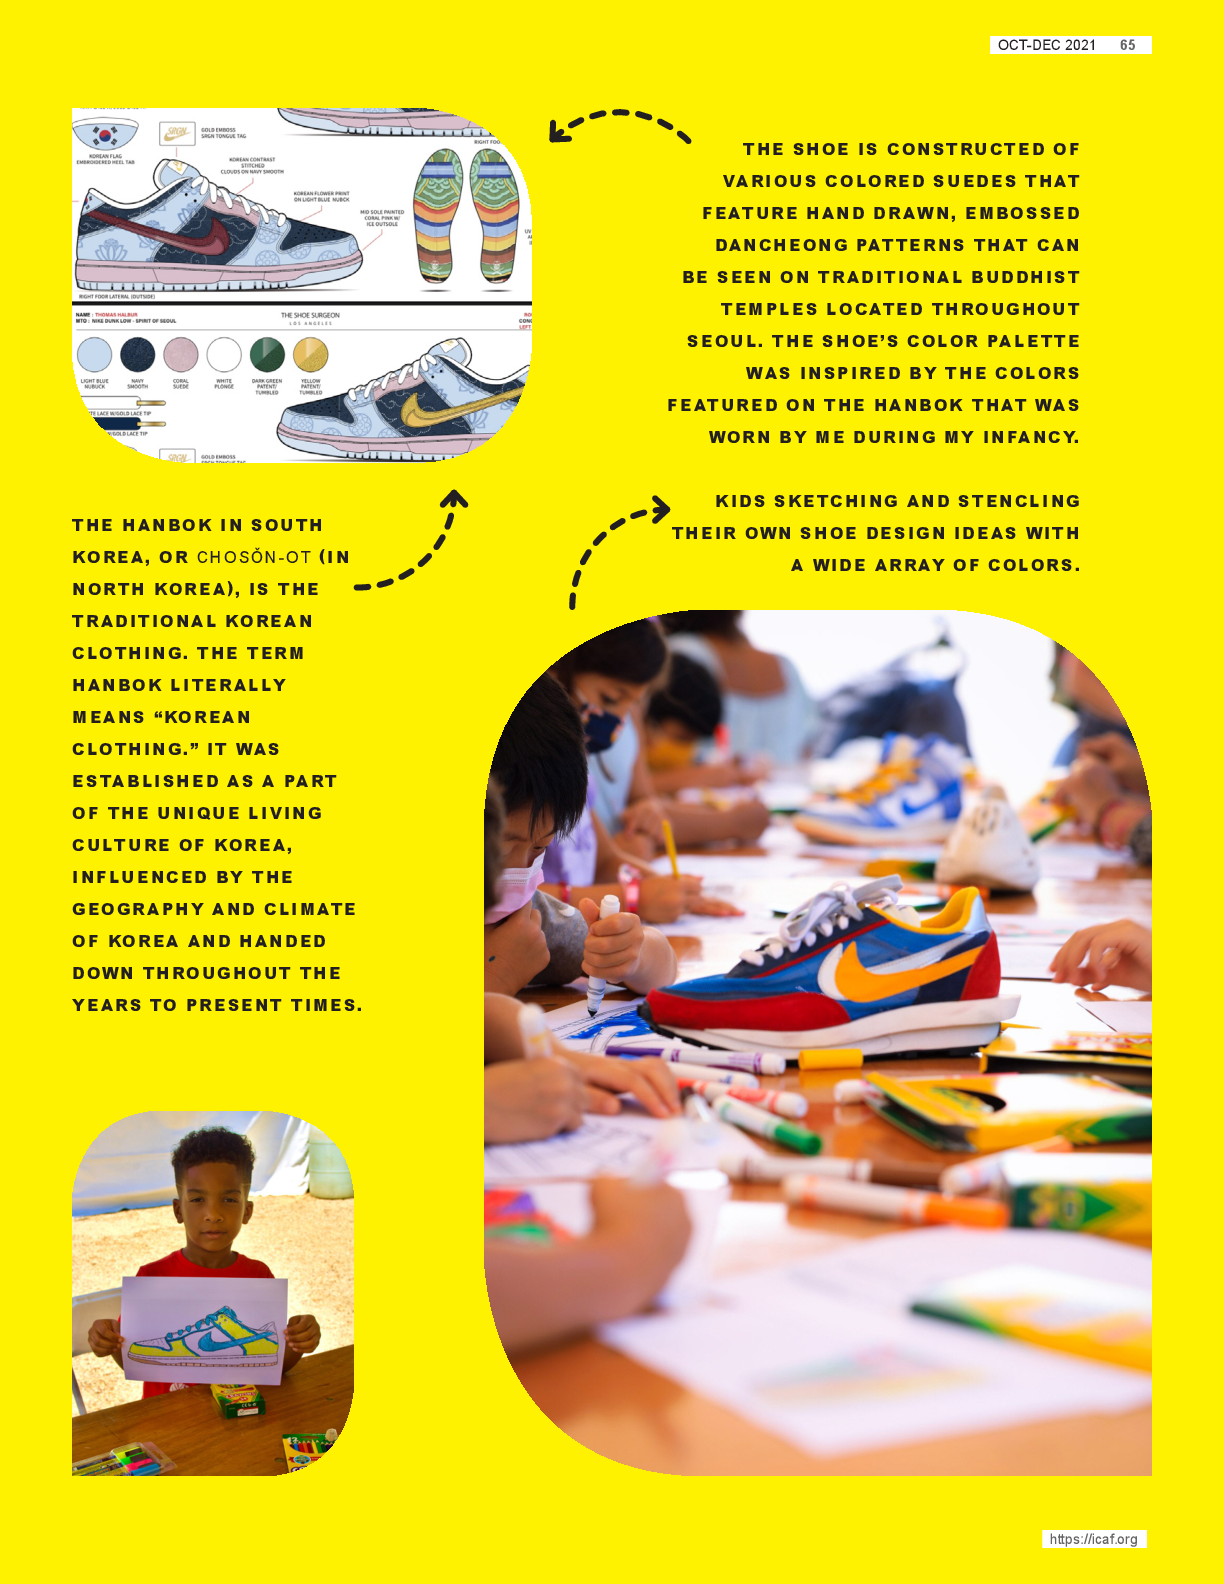 OCT-DEC 2021 65
KOREAN FLAG
EMBROIDERED HEEL TAB
SRGN
GOLD EMBOSS
SRGN TONGUE TAG
KOREAN CONTRAST
STITCHED
CLOUDS ON NAVY SMOOTH
KOREAN FLOWER PRINT
ON LIGHT BLUE NUBCK
MID SOLE PAINTED
CORAL PINK W/
ICE OUTSOLE
RIGHT FOO
RIGHT FOOR LATERAL (OUTSIDE)
NAME : THOMAS HALBUR
MTO : NIKE DUNK LOW - SPIRIT OF SEOUL
THE SHOE SURGEON
LOS ANGELES
LIGHT BLUE
NUBUCK
NAVY
SMOOTH
CORAL
SUEDE
WHITE
PLONGE
DARK GREEN
PATENT/
TUMBLED
YELLOW
PATENT/
TUMBLED
LACE W/GOLD LACE TIP
W/GOLD LACE TIP
SRGN
GOLD EMBOSS
SRGN TONGUE TAG
THE SHOE IS CONSTRUCTED OF
VARIOUS COLORED SUEDES THAT
FEATURE HAND DRAWN, EMBOSSED
DANCHEONG PATTERNS THAT CAN
BE SEEN ON TRADITIONAL BUDDHIST
TEMPLES LOCATED THROUGHOUT
SEOUL. THE SHOE’S COLOR PALETTE
WAS INSPIRED BY THE COLORS
FEATURED ON THE HANBOK THAT WAS
WORN BY ME DURING MY INFANCY.
KIDS SKETCHING AND STENCLING
THEIR OWN SHOE DESIGN IDEAS WITH
A WIDE ARRAY OF COLORS.
THE HANBOK IN SOUTH
KOREA, OR CHOSŎN-OT (IN
NORTH KOREA), IS THE
TRADITIONAL KOREAN
CLOTHING. THE TERM
HANBOK LITERALLY
MEANS “KOREAN
CLOTHING.” IT WAS
ESTABLISHED AS A PART
OF THE UNIQUE LIVING
CULTURE OF KOREA,
INFLUENCED BY THE
GEOGRAPHY AND CLIMATE
OF KOREA AND HANDED
DOWN THROUGHOUT THE
YEARS TO PRESENT TIMES.
https://icaf.org